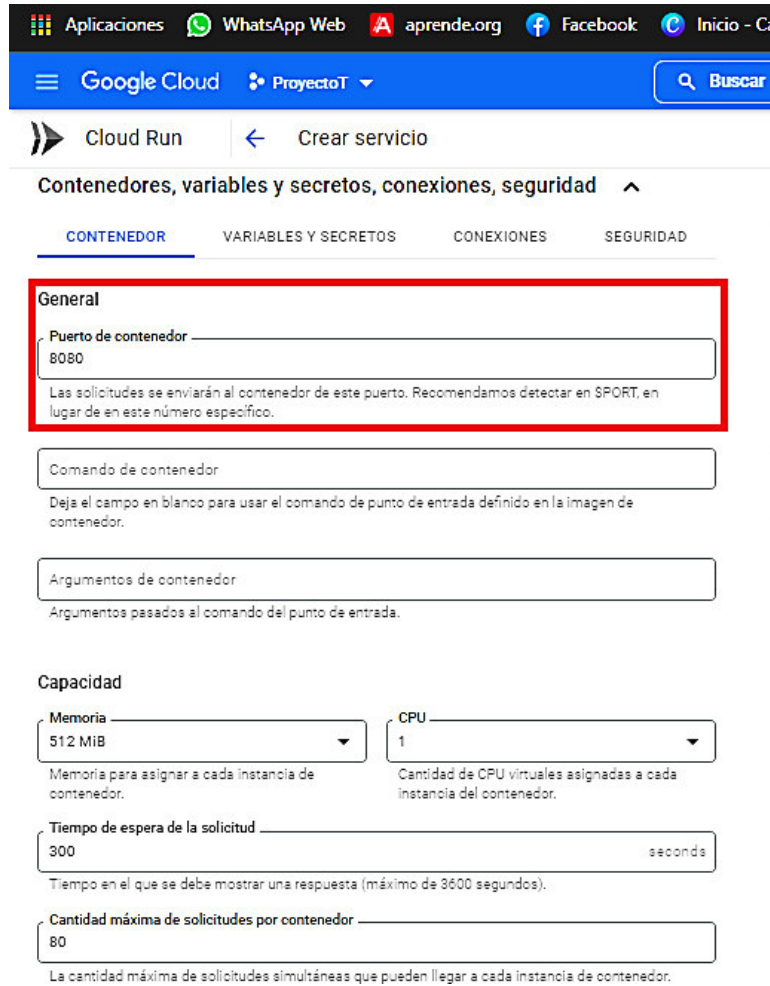 Aplicaciones WhatsApp Web aprende.org Facebook Inicio - Ca
Google Cloud ProyectoT Buscar
Cloud Run Crear servicio
Contenedores, variables y secretos, conexiones, seguridad
CONTENEDOR VARIABLES Y SECRETOS CONEXIONES SEGURIDAD
General
Puerto de contenedor
8080
Las solicitudes se enviarán al contenedor de este puerto. Recomendamos detectar en $PORT, en
lugar de en este número específico.
Comando de contenedor
Deja el campo en blanco para usar el comando de punto de entrada definido en la imagen de
contenedor.
Argumentos de contenedor
Argumentos pasados al comando del punto de entrada.
Capacidad
Memoria CPU
512 MiB 1
Memoria para asignar a cada instancia de Cantidad de CPU virtuales asignadas a cada
contenedor. instancia del contenedor.
Tiempo de espera de la solicitud
300 seconds
Tiempo en el que se debe mostrar una respuesta (máximo de 3600 segundos).
Cantidad máxima de solicitudes por contenedor
80
La cantidad máxima de solicitudes simultáneas que pueden llegar a cada instancia de contenedor.